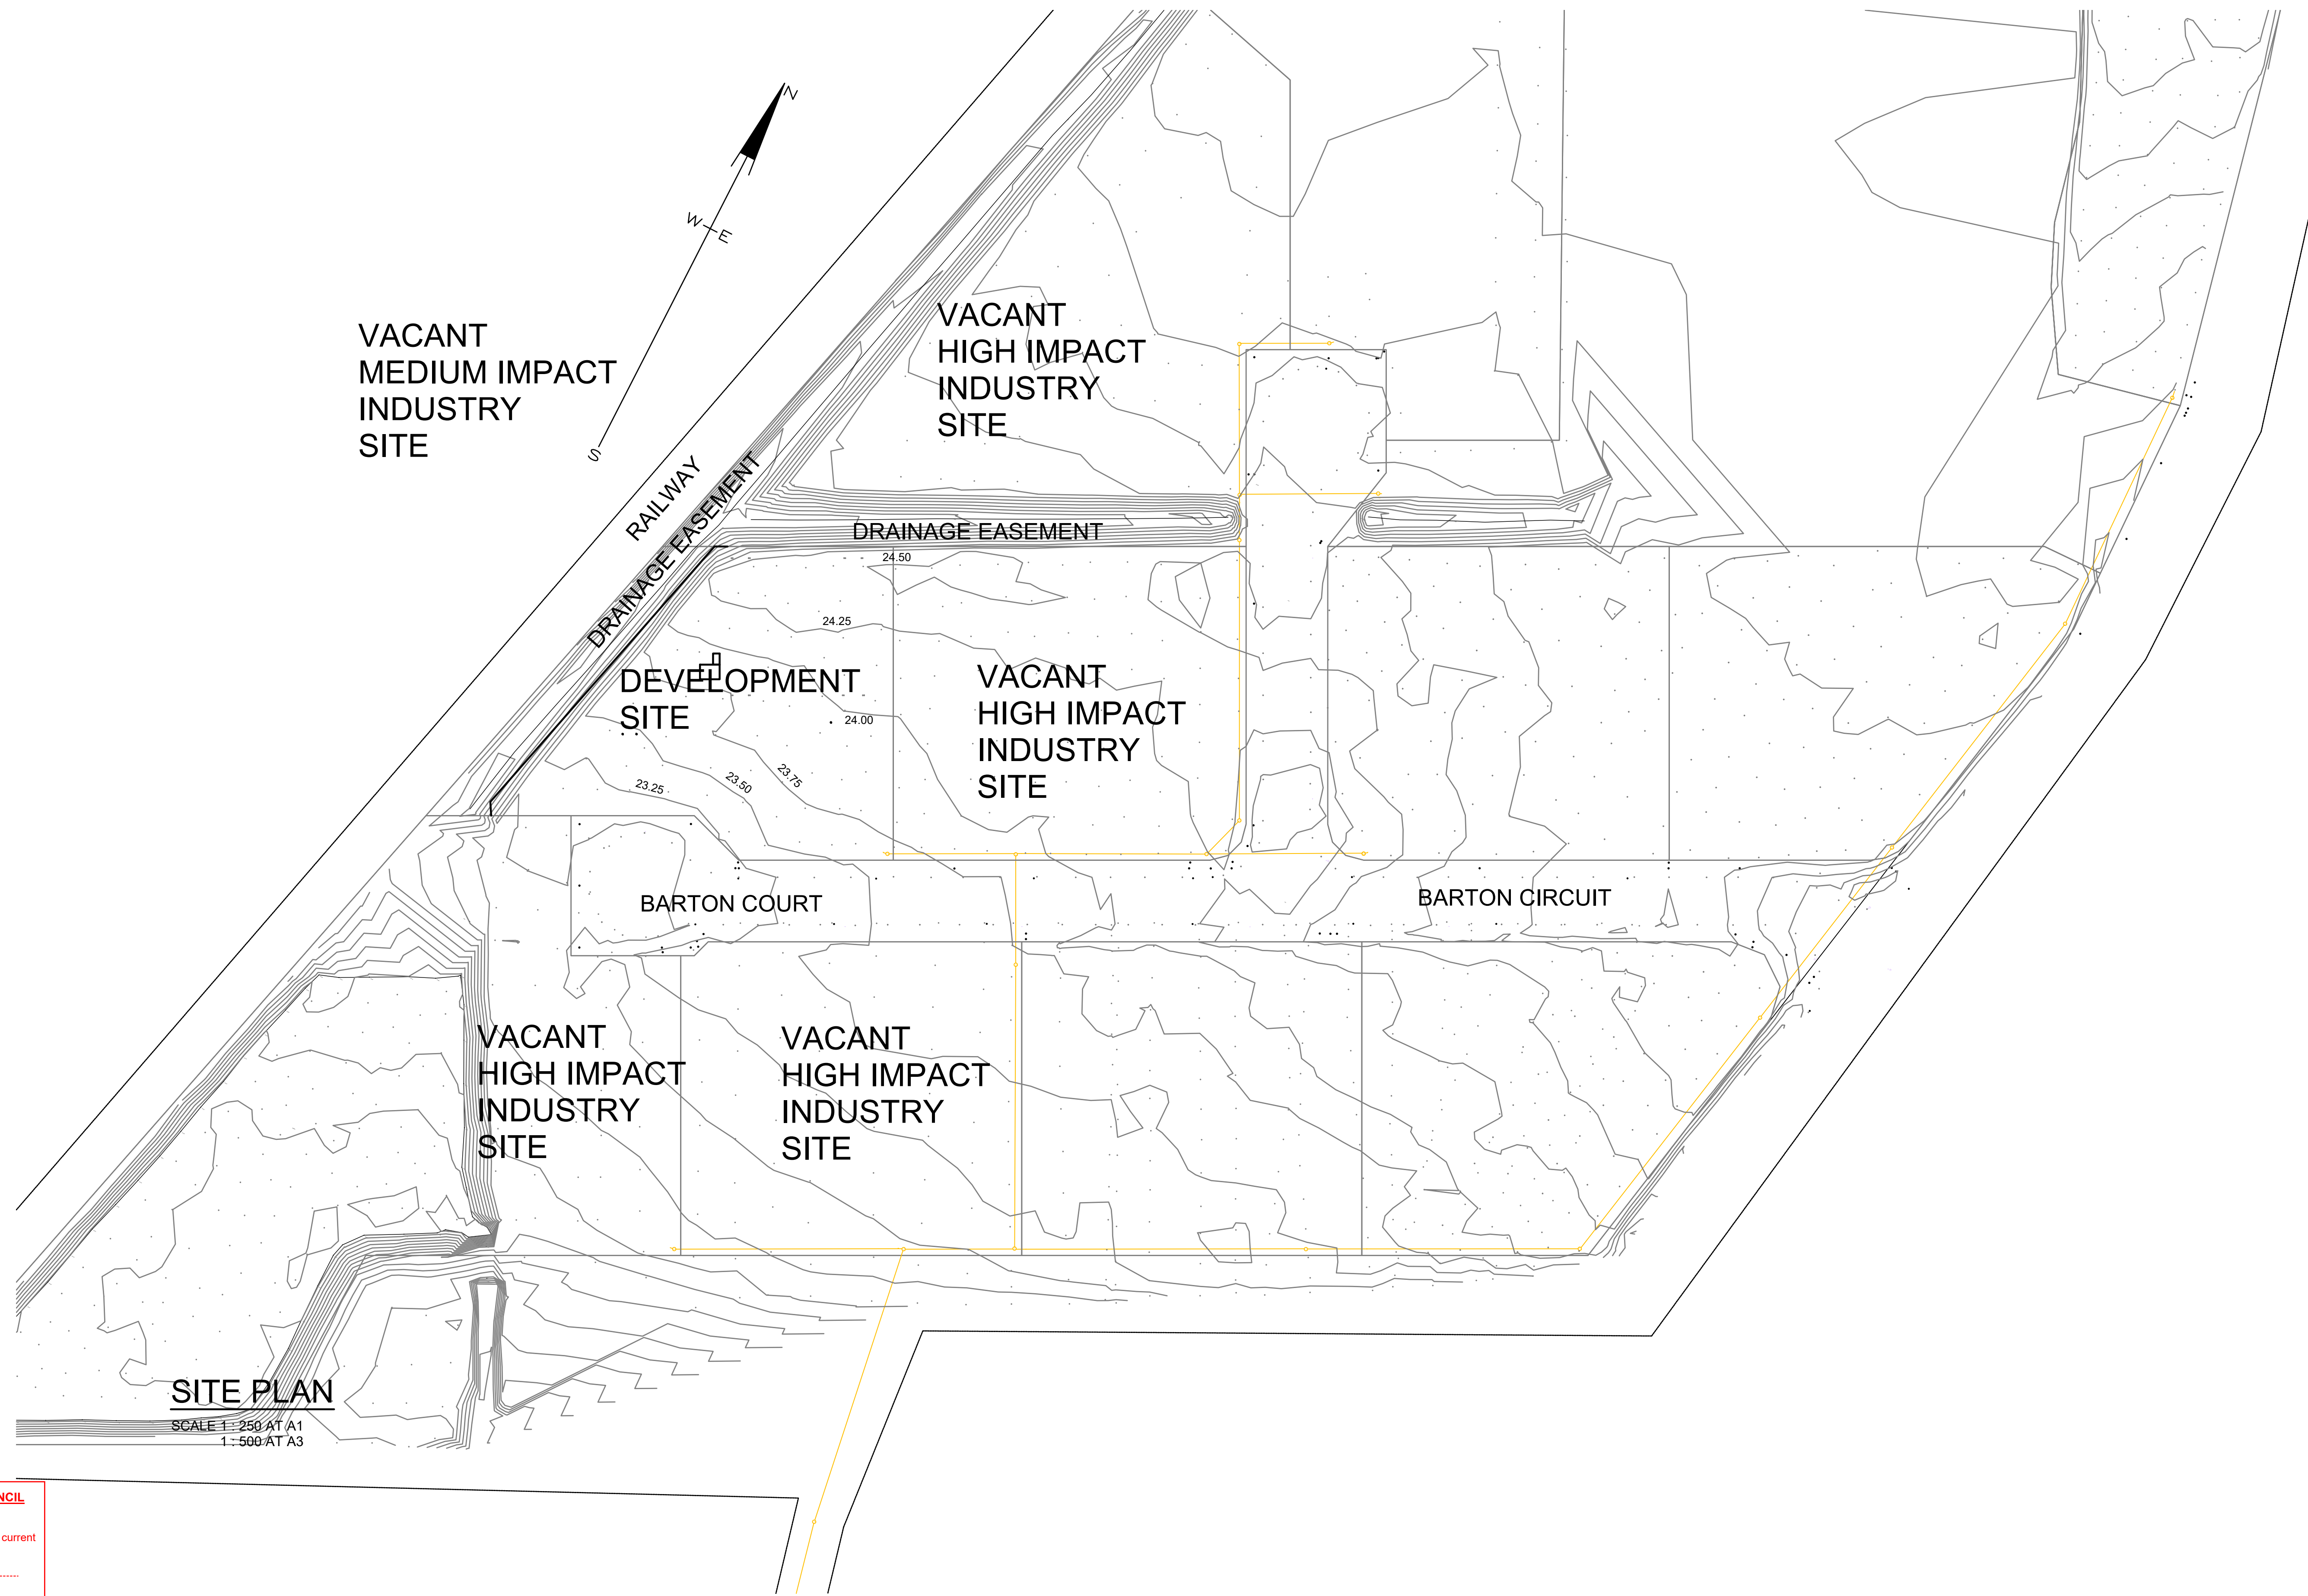 N
W
E
S
VACANT
MEDIUM IMPACT
INDUSTRY
SITE
VACANT
HIGH IMPACT
INDUSTRY
SITE
RAILWAY
DRAINAGE EASEMENT
DRAINAGE EASEMENT
24.50
24.25
DEVELOPMENT
SITE
24.00
23.75
23.50
23.25
VACANT
HIGH IMPACT
INDUSTRY
SITE
BARTON COURT
BARTON CIRCUIT
VACANT
HIGH IMPACT
INDUSTRY
SITE
VACANT
HIGH IMPACT
INDUSTRY
SITE
SITE PLAN
SCALE 1 : 250 AT A1
1 : 500 AT A3
current